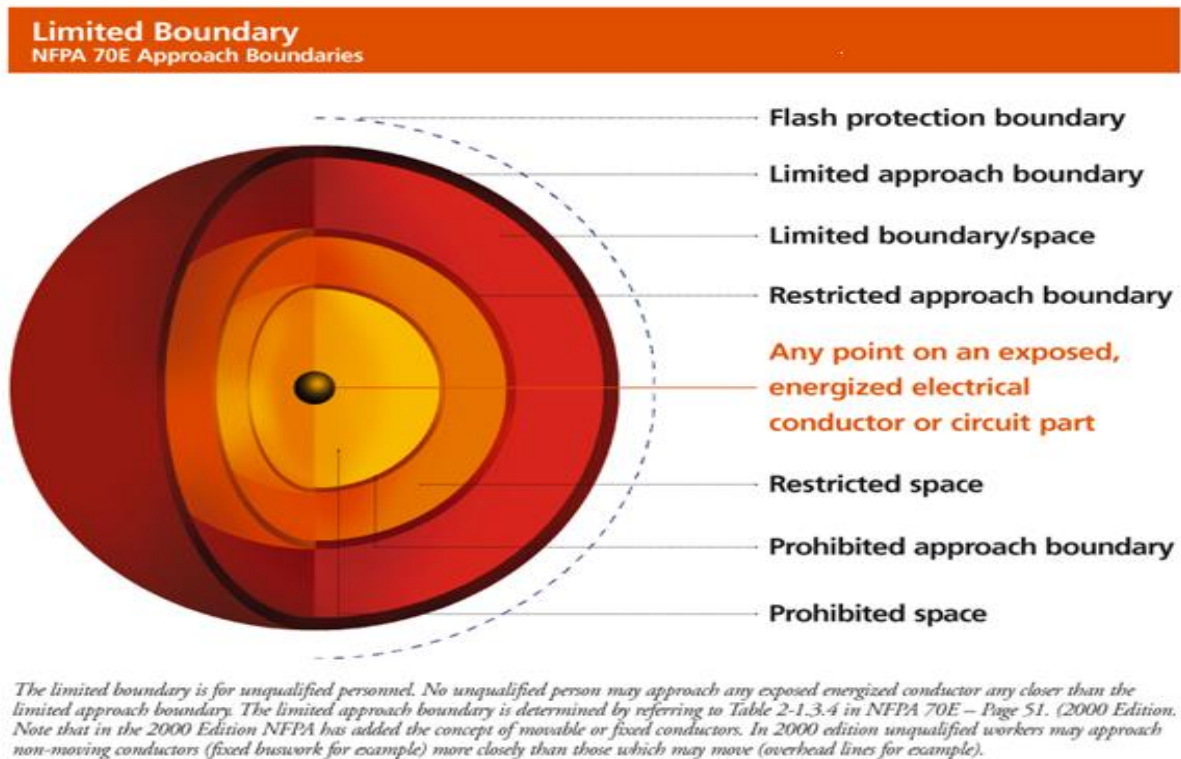 Limited Boundary
NFPA 70E Approach Boundaries
Flash protection boundary
Limited approach boundary
Limited boundary/space
Restricted approach boundary
Any point on an exposed,
energized electrical
conductor or circuit part
Restricted space
Prohibited approach boundary
Prohibited space
The limited boundary is for unqualified personnel. No unqualified person may approach any exposed energized conductor any closer than the
limited approach boundary. The limited approach boundary is determined by referring to Table 2-1.3.4 in NFPA 70E – Page 51. (2000 Edition.
Note that in the 2000 Edition NFPA has added the concept of movable or fixed conductors. In 2000 edition unqualified workers may approach
non-moving conductors (fixed buswork for example) more closely than those which may move (overhead lines for example).